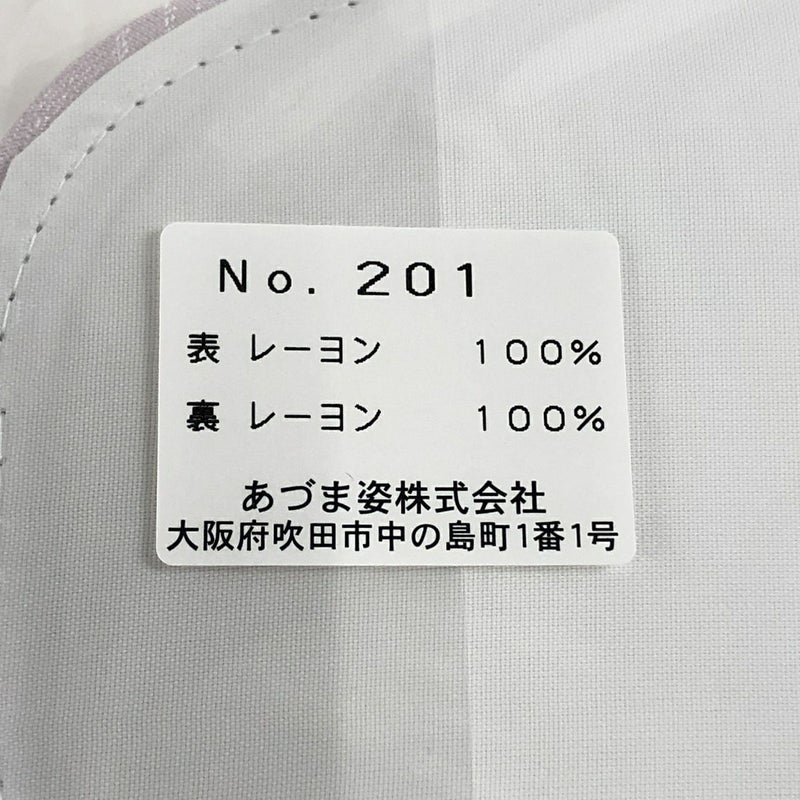 No. 201
表 レーヨン 100%
裏 レーヨン 100%
あづま姿株式会社
大阪府吹田市中の島町1番1号